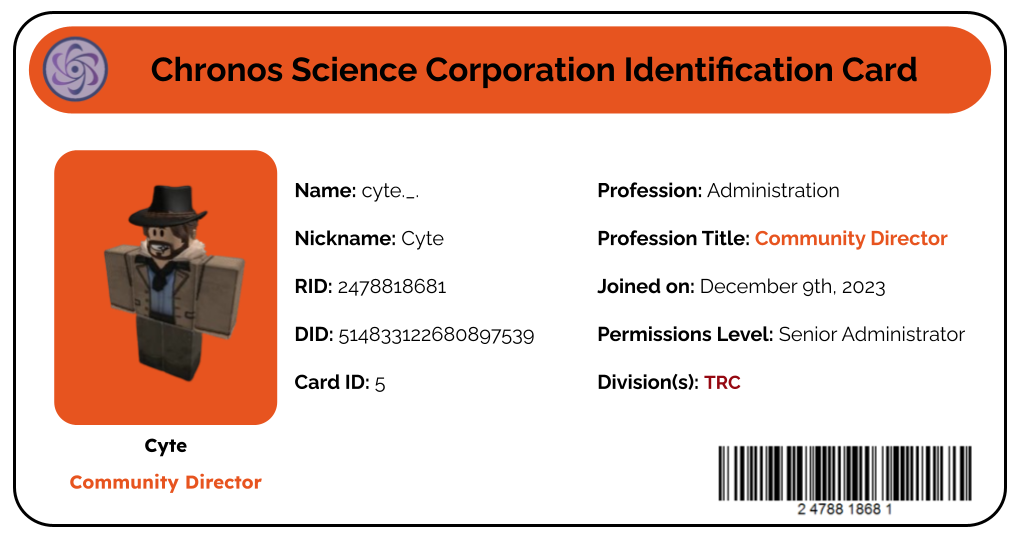 Chronos Science Corporation Identification Card
Name: cyte._.
Profession: Administration
Nickname: Cyte
Profession Title: Community Director
RID: 2478818681
Joined on: December 9th, 2023
DID: 514833122680897539
Permissions Level: Senior Administrator
Card ID: 5
Division(s): TRC
Cyte
Community Director
2 4788 1868 1